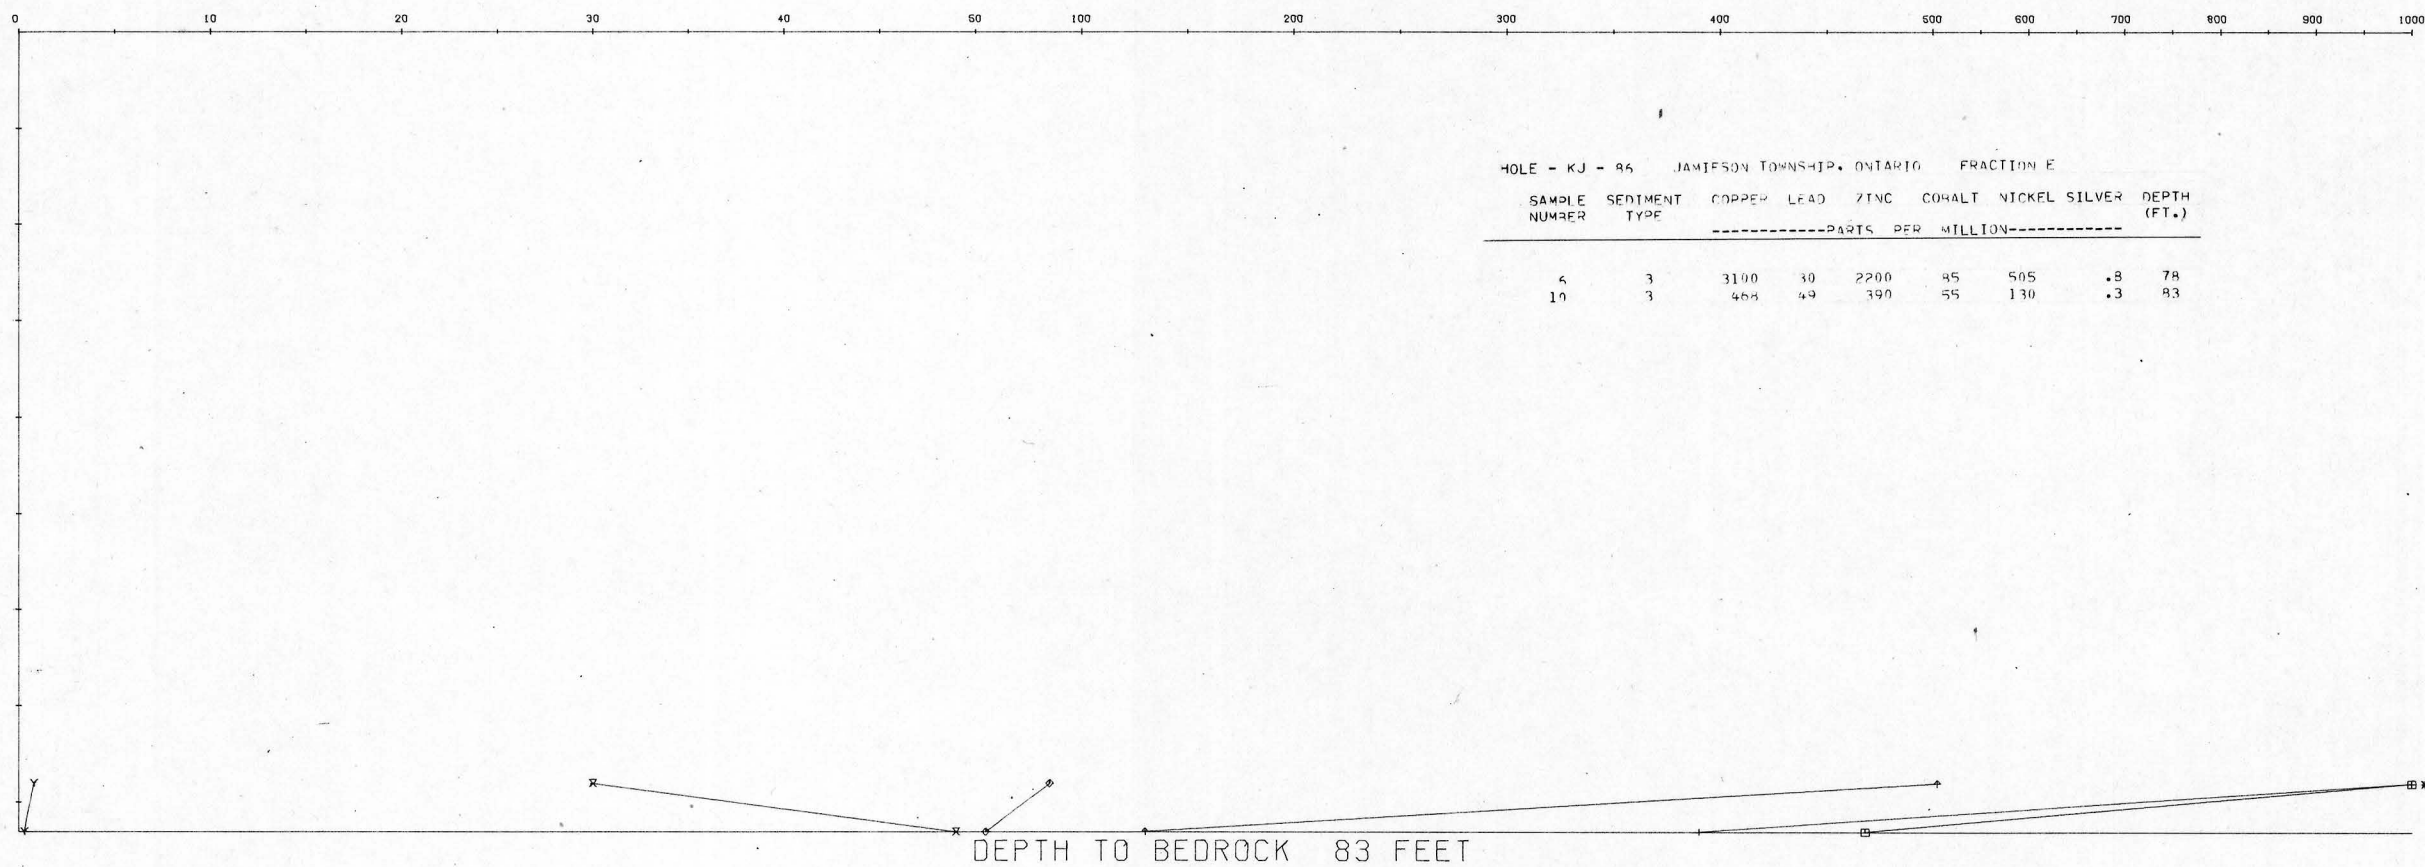 0 10 20 30 40 50 100 200 300 400 500 600 700 800 900 1000
HOLE - KJ - 86 JAMIESON TOWNSHIP, ONTARIO FRACTION E
SAMPLE SEDIMENT COPPER LEAD ZINC COBALT NICKEL SILVER DEPTH
NUMBER TYPE (FT.)
------------PARTS PER MILLION------------
3 3100 30 2200 85 505 .8 78
10 3 468 49 390 55 130 .3 83
DEPTH TO BEDROCK 83 FEET